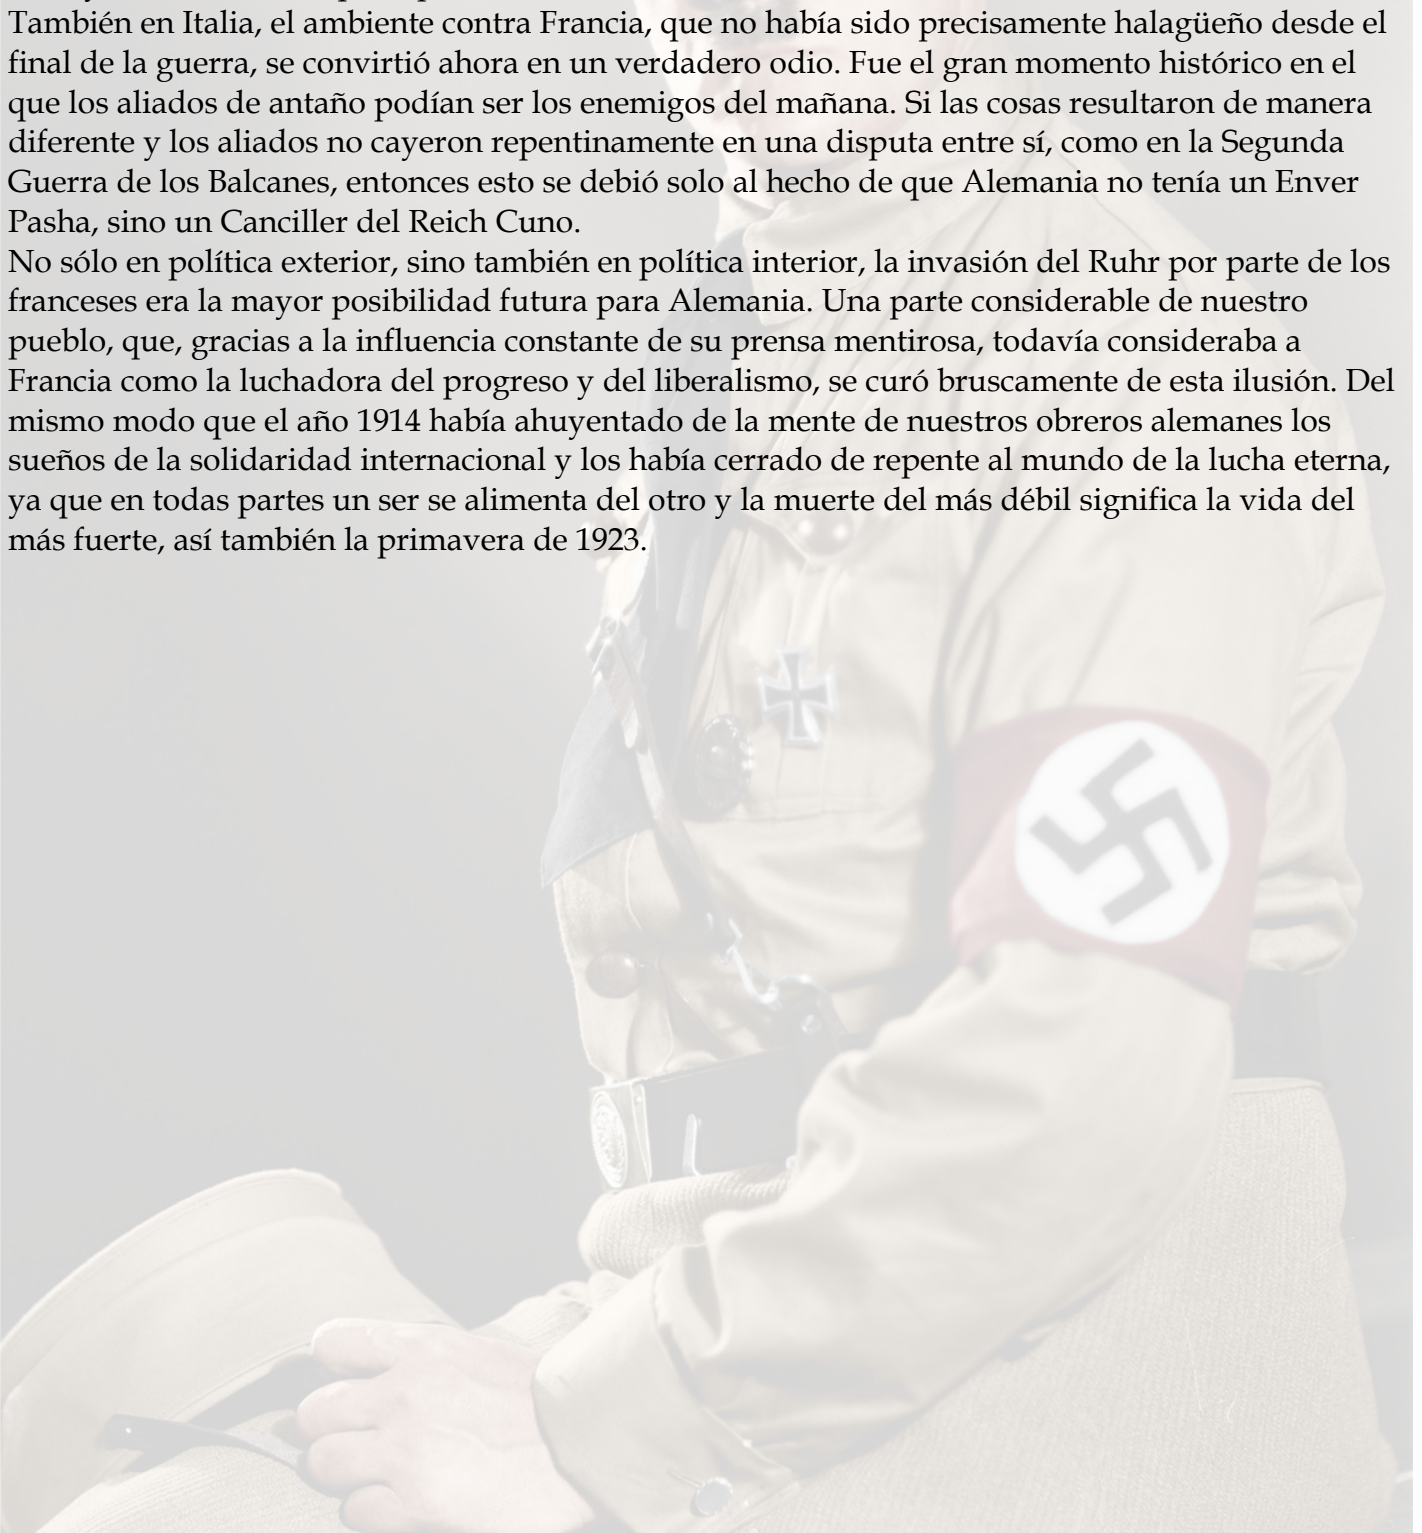 También en Italia, el ambiente contra Francia, que no había sido precisamente halagüeño desde el
final de la guerra, se convirtió ahora en un verdadero odio. Fue el gran momento histórico en el
que los aliados de antaño podían ser los enemigos del mañana. Si las cosas resultaron de manera
diferente y los aliados no cayeron repentinamente en una disputa entre sí, como en la Segunda
Guerra de los Balcanes, entonces esto se debió solo al hecho de que Alemania no tenía un Enver
Pasha, sino un Canciller del Reich Cuno.
No sólo en política exterior, sino también en política interior, la invasión del Ruhr por parte de los
franceses era la mayor posibilidad futura para Alemania. Una parte considerable de nuestro
pueblo, que, gracias a la influencia constante de su prensa mentirosa, todavía consideraba a
Francia como la luchadora del progreso y del liberalismo, se curó bruscamente de esta ilusión. Del
mismo modo que el año 1914 había ahuyentado de la mente de nuestros obreros alemanes los
sueños de la solidaridad internacional y los había cerrado de repente al mundo de la lucha eterna,
ya que en todas partes un ser se alimenta del otro y la muerte del más débil significa la vida del
más fuerte, así también la primavera de 1923.